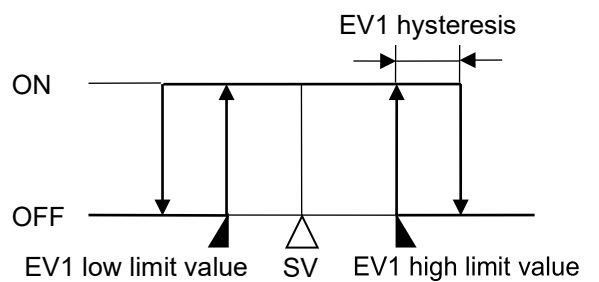 EV1 hysteresis
ON
OFF
EV1 low limit value SV EV1 high limit value